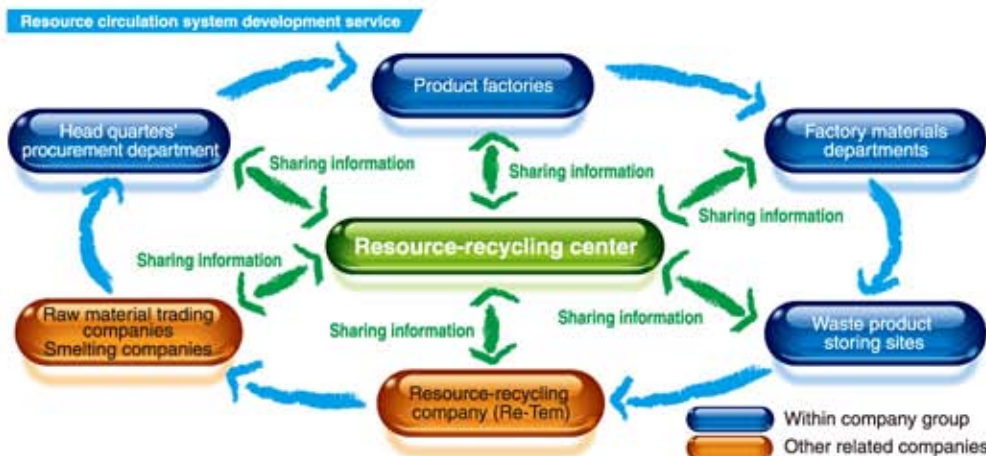 Resource circulation system development service
Product factories
Head quarters'
procurement department
Factory materials
departments
Sharing information
Sharing information
Sharing information
Resource-recycling center
Sharing information
Sharing information
Sharing information
Raw material trading
companies
Smelting companies
Waste product
storing sites
Resource-recycling
company (Re-Tem)
Within company group
Other related companies